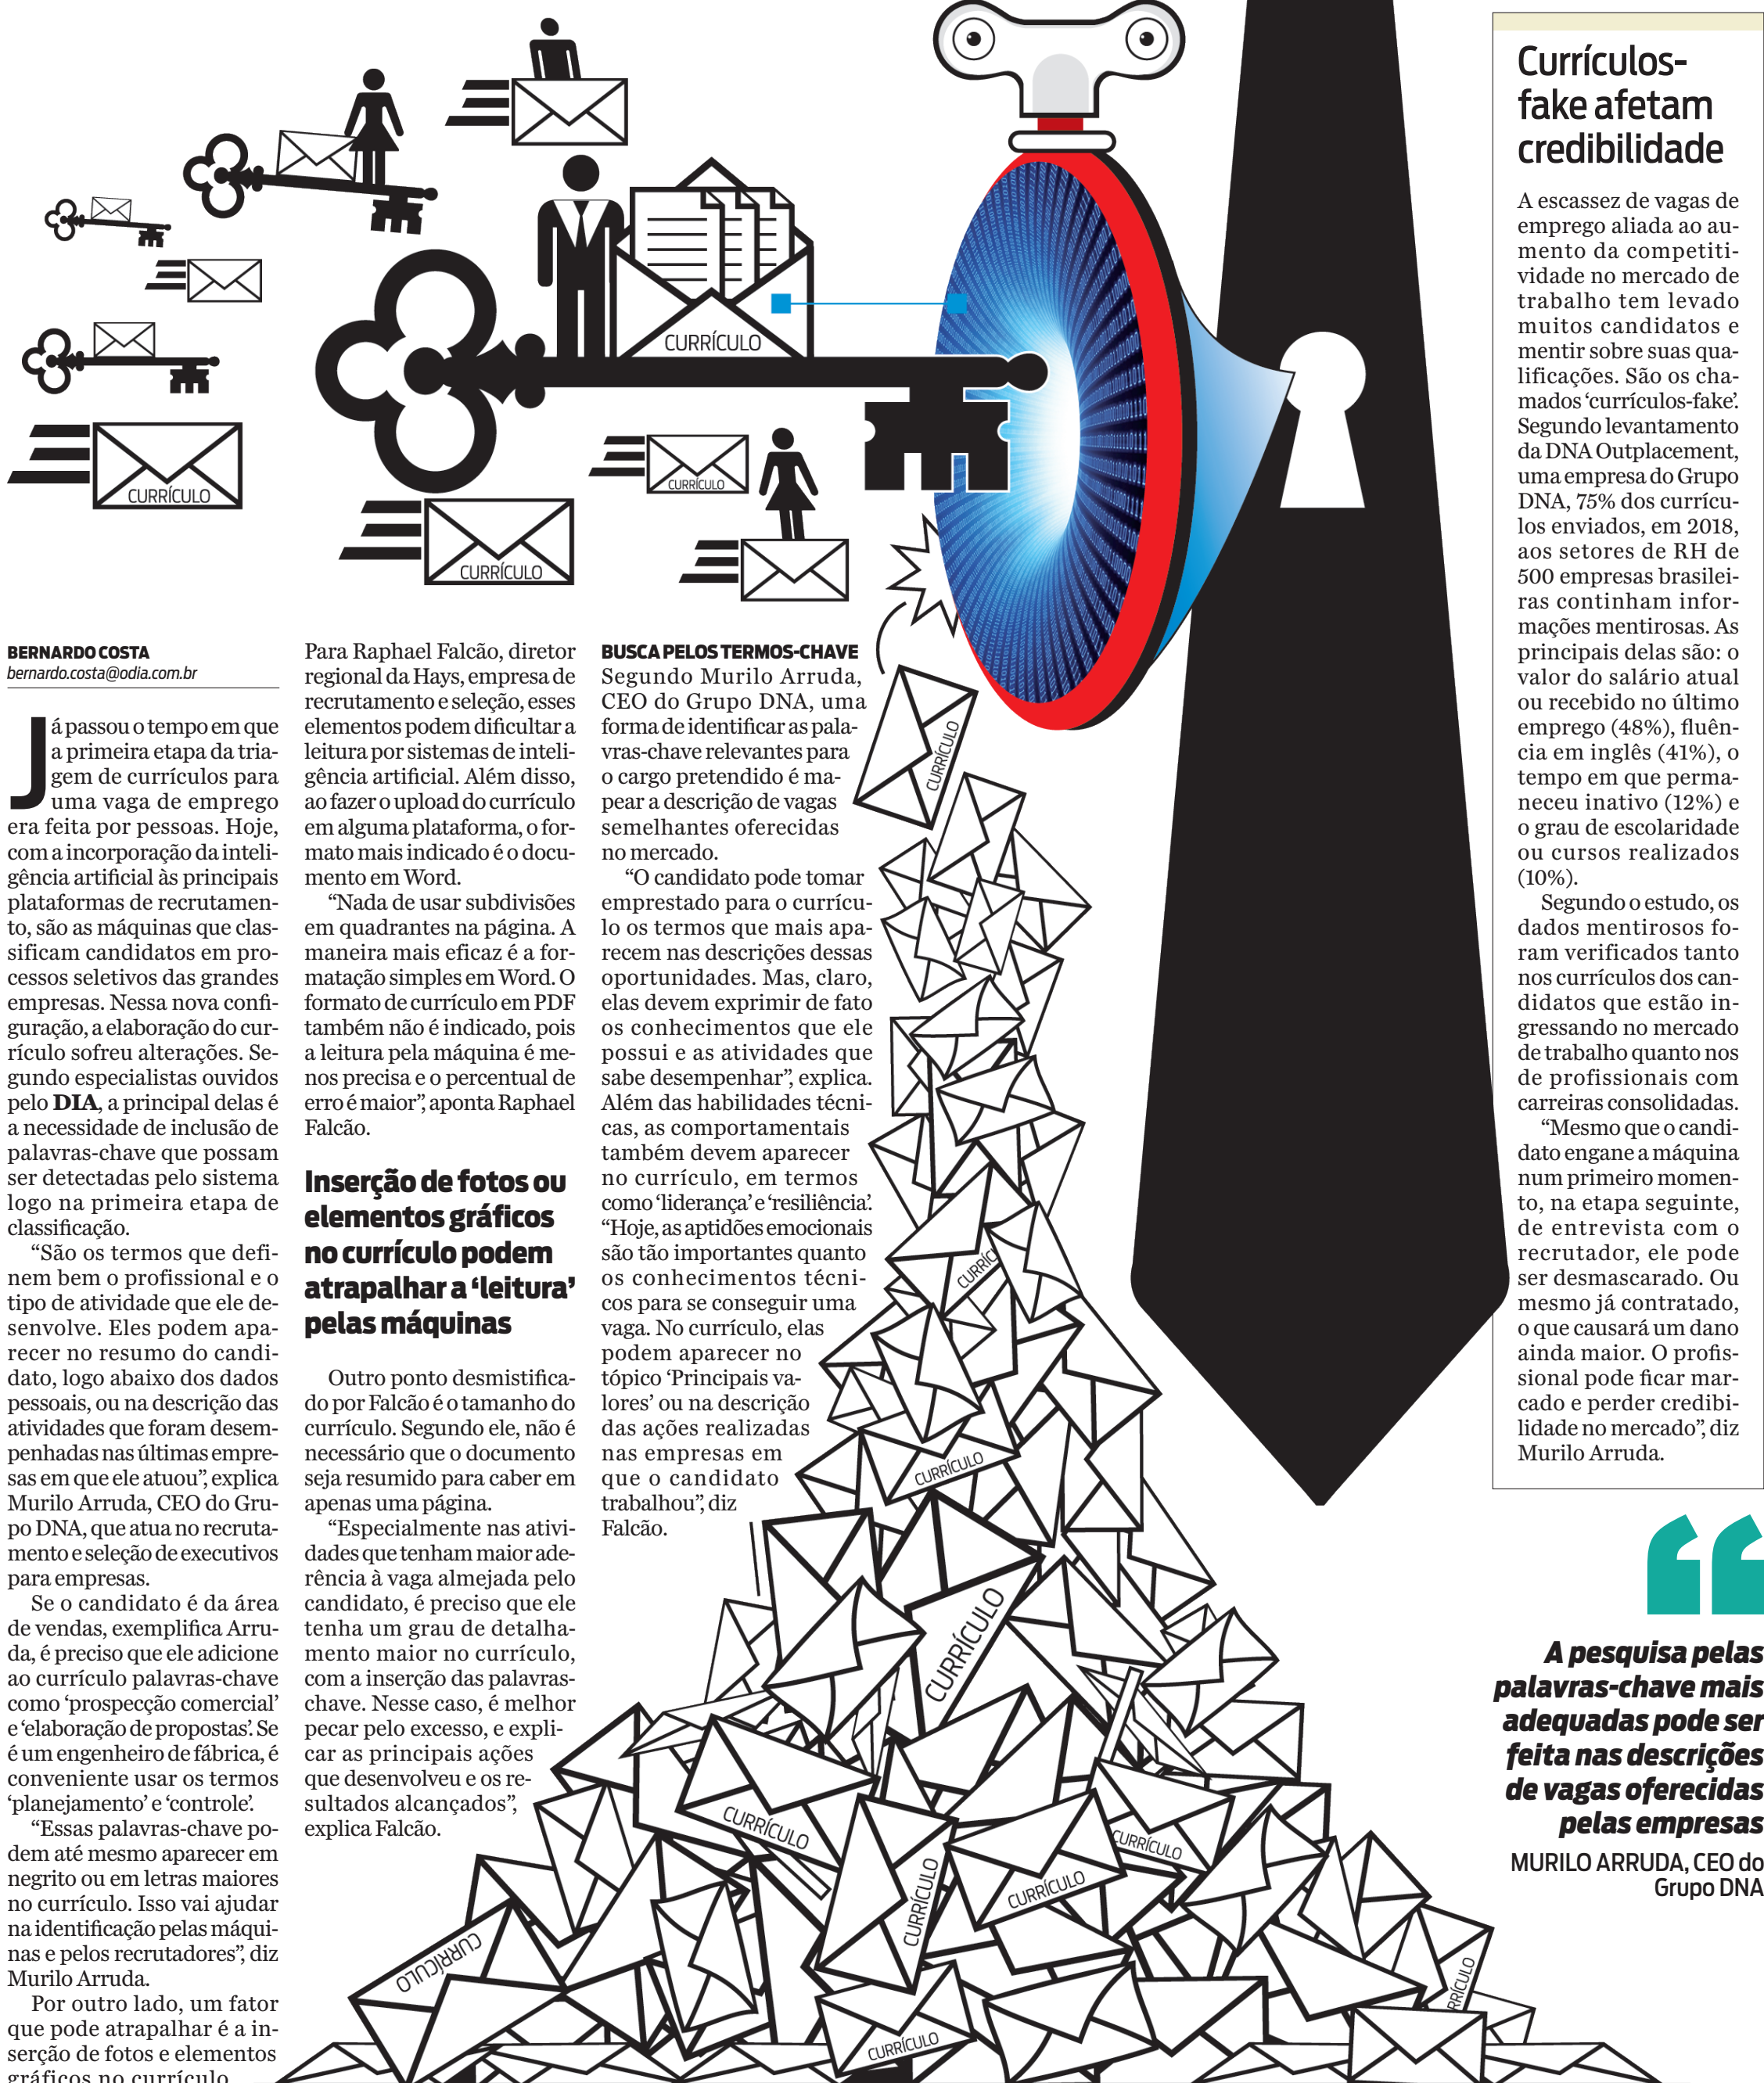 CURRÍCULO
CURRÍCULO
CURRÍCULO
CURRÍCULO
BERNARDO COSTA
bernardo.costa@odia.com.br
Já passou o tempo em que
a primeira etapa da tria-
gem de currículos para
uma vaga de emprego
era feita por pessoas. Hoje,
com a incorporação da inteli-
gência artificial às principais
plataformas de recrutamen-
to, são as máquinas que clas-
sificam candidatos em pro-
cessos seletivos das grandes
empresas. Nessa nova confi-
guração, a elaboração do cur-
rículo sofreu alterações. Se-
gundo especialistas ouvidos
pelo DIA, a principal delas é
a necessidade de inclusão de
palavras-chave que possam
ser detectadas pelo sistema
logo na primeira etapa de
classificação.
“São os termos que defi-
nem bem o profissional e o
tipo de atividade que ele de-
senvolve. Eles podem apa-
recer no resumo do candi-
dato, logo abaixo dos dados
pessoais, ou na descrição das
atividades que foram desem-
penhadas nas últimas empre-
sas em que ele atuou”, explica
Murilo Arruda, CEO do Gru-
po DNA, que atua no recruta-
mento e seleção de executivos
para empresas.
Se o candidato é da área
de vendas, exemplifica Arru-
da, é preciso que ele adicione
ao currículo palavras-chave
como ‘prospecção comercial’
e ‘elaboração de propostas’. Se
é um engenheiro de fábrica, é
conveniente usar os termos
‘planejamento’ e ‘controle’.
“Essas palavras-chave po-
dem até mesmo aparecer em
negrito ou em letras maiores
no currículo. Isso vai ajudar
na identificação pelas máqui-
nas e pelos recrutadores”, diz
Murilo Arruda.
Por outro lado, um fator
que pode atrapalhar é a in-
serção de fotos e elementos
gráficos no currículo.
Para Raphael Falcão, diretor
regional da Hays, empresa de
recrutamento e seleção, esses
elementos podem dificultar a
leitura por sistemas de inteli-
gência artificial. Além disso,
ao fazer o upload do currículo
em alguma plataforma, o for-
mato mais indicado é o docu-
mento em Word.
“Nada de usar subdivisões
em quadrantes na página. A
maneira mais eficaz é a for-
matação simples em Word. O
formato de currículo em PDF
também não é indicado, pois
a leitura pela máquina é me-
nos precisa e o percentual de
erro é maior”, aponta Raphael
Falcão.
Inserção de fotos ou
elementos gráficos
no currículo podem
atrapalhar a ‘leitura’
pelas máquinas
Outro ponto desmistifica-
do por Falcão é o tamanho do
currículo. Segundo ele, não é
necessário que o documento
seja resumido para caber em
apenas uma página.
“Especialmente nas ativi-
dades que tenham maior ade-
rência à vaga almejada pelo
candidato, é preciso que ele
tenha um grau de detalha-
mento maior no currículo,
com a inserção das palavras-
chave. Nesse caso, é melhor
pecar pelo excesso, e expli-
car as principais ações
que desenvolveu e os re-
sultados alcançados”,
explica Falcão.
BUSCA PELOS TERMOS-CHAVE
Segundo Murilo Arruda,
CEO do Grupo DNA, uma
forma de identificar as pala-
vras-chave relevantes para
o cargo pretendido é ma-
pear a descrição de vagas
semelhantes oferecidas
no mercado.
“O candidato pode tomar
emprestado para o currícu-
lo os termos que mais apa-
recem nas descrições dessas
oportunidades. Mas, claro,
elas devem exprimir de fato
os conhecimentos que ele
possui e as atividades que
sabe desempenhar”, explica.
Além das habilidades técni-
cas, as comportamentais
também devem aparecer
no currículo, em termos
como ‘liderança’ e ‘resiliência’.
“Hoje, as aptidões emocionais
são tão importantes quanto
os conhecimentos técni-
cos para se conseguir uma
vaga. No currículo, elas
podem aparecer no
tópico ‘Principais va-
lores’ ou na descrição
das ações realizadas
nas empresas em
que o candidato
trabalhou”, diz
Falcão.
CURRÍCULO
CURRÍC
CURRÍCULO
CURRÍCULO
CURRÍCULO
CURRÍCULO
CURRÍCULO
CURRÍCULO
CURRÍCULO
RRÍCULO
CURRÍCULO
Currículos-
fake afetam
credibilidade
A escassez de vagas de
emprego aliada ao au-
mento da competiti-
vidade no mercado de
trabalho tem levado
muitos candidatos e
mentir sobre suas qua-
lificações. São os cha-
mados ‘currículos-fake’.
Segundo levantamento
da DNA Outplacement,
uma empresa do Grupo
DNA, 75% dos currícu-
los enviados, em 2018,
aos setores de RH de
500 empresas brasilei-
ras continham infor-
mações mentirosas. As
principais delas são: o
valor do salário atual
ou recebido no último
emprego (48%), fluên-
cia em inglês (41%), o
tempo em que perma-
neceu inativo (12%) e
o grau de escolaridade
ou cursos realizados
(10%).
Segundo o estudo, os
dados mentirosos fo-
ram verificados tanto
nos currículos dos can-
didatos que estão in-
gressando no mercado
de trabalho quanto nos
de profissionais com
carreiras consolidadas.
“Mesmo que o candi-
dato engane a máquina
num primeiro momen-
to, na etapa seguinte,
de entrevista com o
recrutador, ele pode
ser desmascarado. Ou
mesmo já contratado,
o que causará um dano
ainda maior. O profis-
sional pode ficar mar-
cado e perder credibi-
lidade no mercado”, diz
Murilo Arruda.
“
A pesquisa pelas
palavras-chave mais
adequadas pode ser
feita nas descrições
de vagas oferecidas
pelas empresas
MURILO ARRUDA, CEO do
Grupo DNA